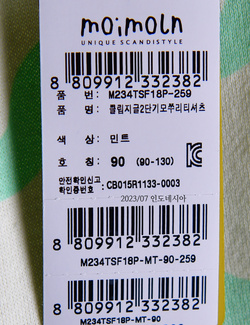 moimoln
UNIQUE SCANDISTYLE
8 809912 332382
품 번: M234TSF18P-259
품 명: 플립지글2단기모쭈리티셔츠
색 상: 민트
호 칭: 90 (90-130)
안전확인신고
확인증번호 :CB015R1133-0003
2023/07 인도네시아
8 809912 332382
M234TSF18P-MT-90-259
8 809912 332382
M234TSF18P-MT-90